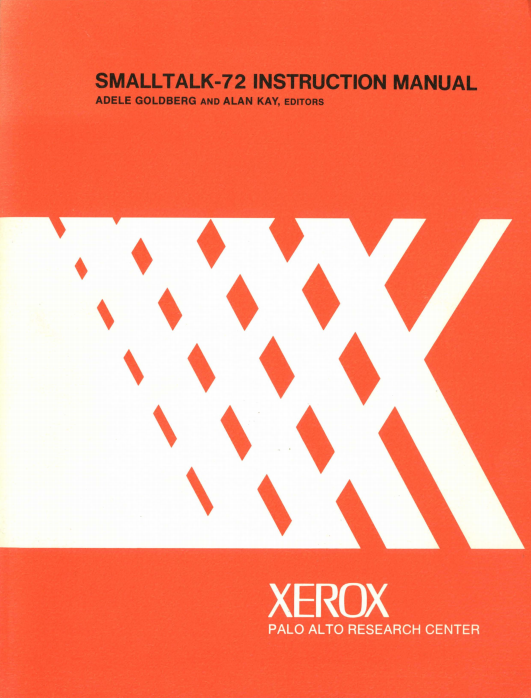 SMALLTALK-72 INSTRUCTION MANUAL
ADELE GOLDBERG AND ALAN KAY, EDITORS
XEROX
PALO ALTO RESEARCH CENTER